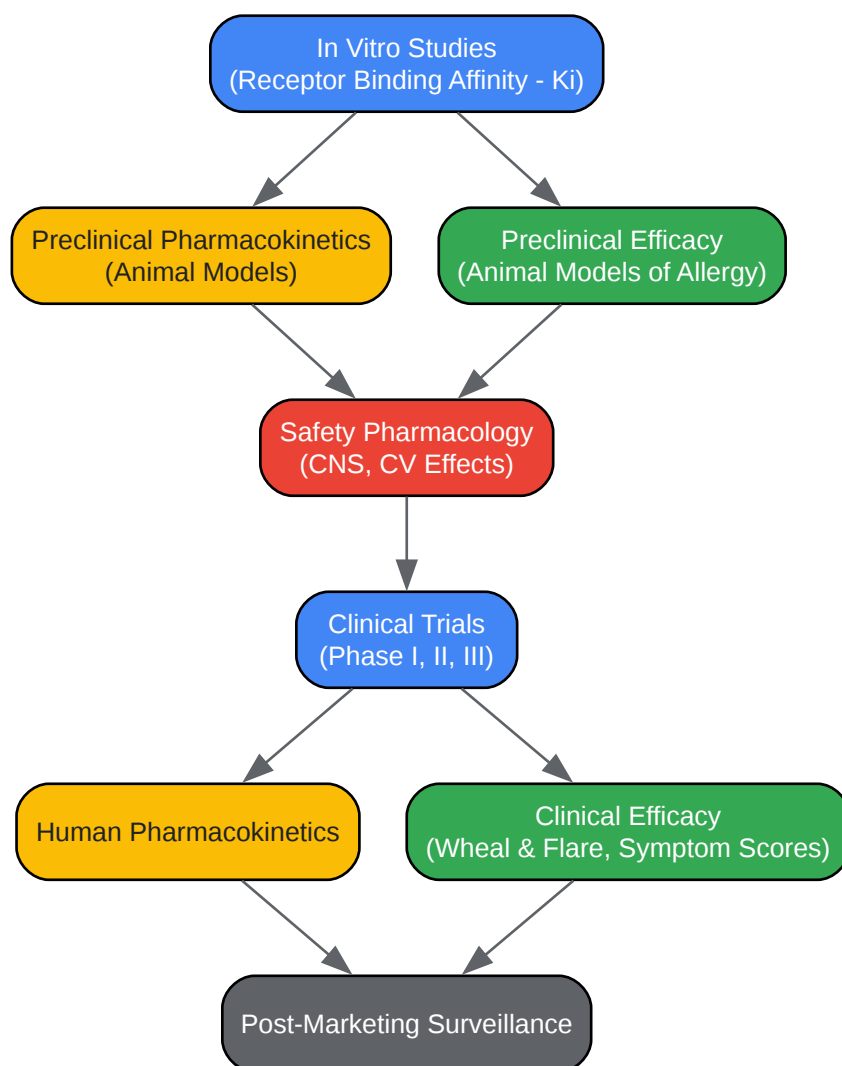 In Vitro Studies
(Receptor Binding Affinity - Ki)
Preclinical Pharmacokinetics
(Animal Models)
Preclinical Efficacy
(Animal Models of Allergy)
Safety Pharmacology
(CNS, CV Effects)
Clinical Trials
(Phase I, II, III)
Human Pharmacokinetics
Clinical Efficacy
(Wheal & Flare, Symptom Scores)
Post-Marketing Surveillance